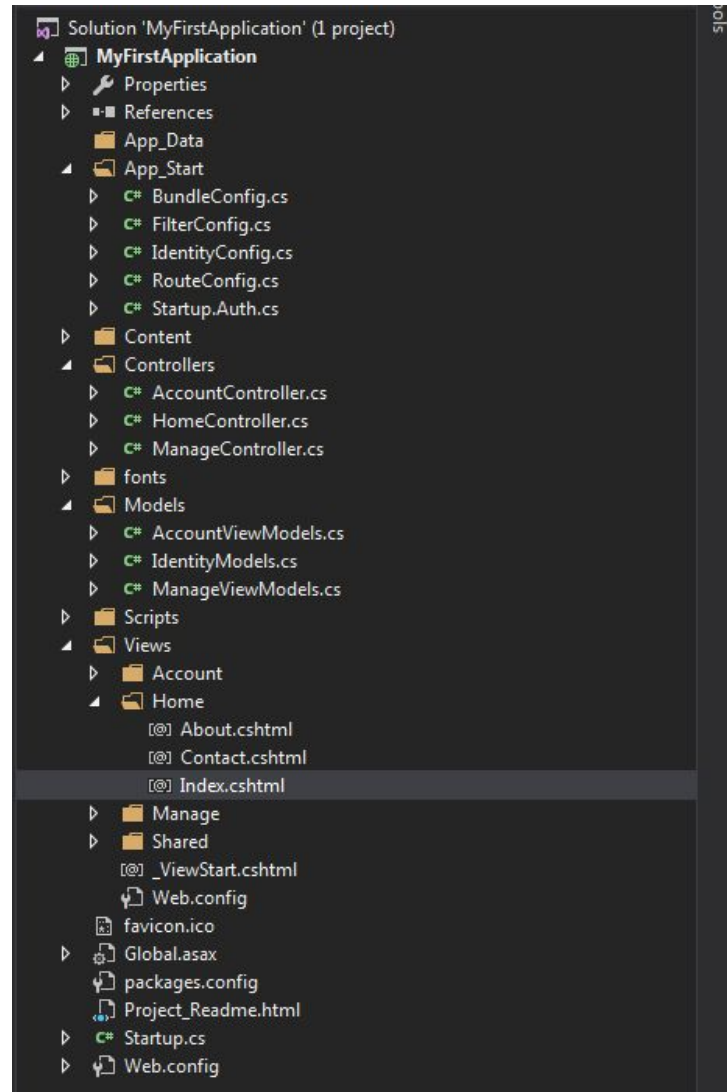 Solution 'MyFirstApplication' (1 project)
MyFirstApplication
Properties
References
App_Data
App_Start
C# BundleConfig.cs
C# FilterConfig.cs
C# IdentityConfig.cs
C# RouteConfig.cs
C# Startup.Auth.cs
Content
Controllers
C# AccountController.cs
C# HomeController.cs
C# ManageController.cs
fonts
Models
C# AccountViewModels.cs
C# IdentityModels.cs
C# ManageViewModels.cs
Scripts
Views
Account
Home
[@] About.cshtml
[@] Contact.cshtml
[@] Index.cshtml
Manage
Shared
[@] _ViewStart.cshtml
Web.config
favicon.ico
Global.asax
packages.config
Project_Readme.html
C# Startup.cs
Web.config
ols